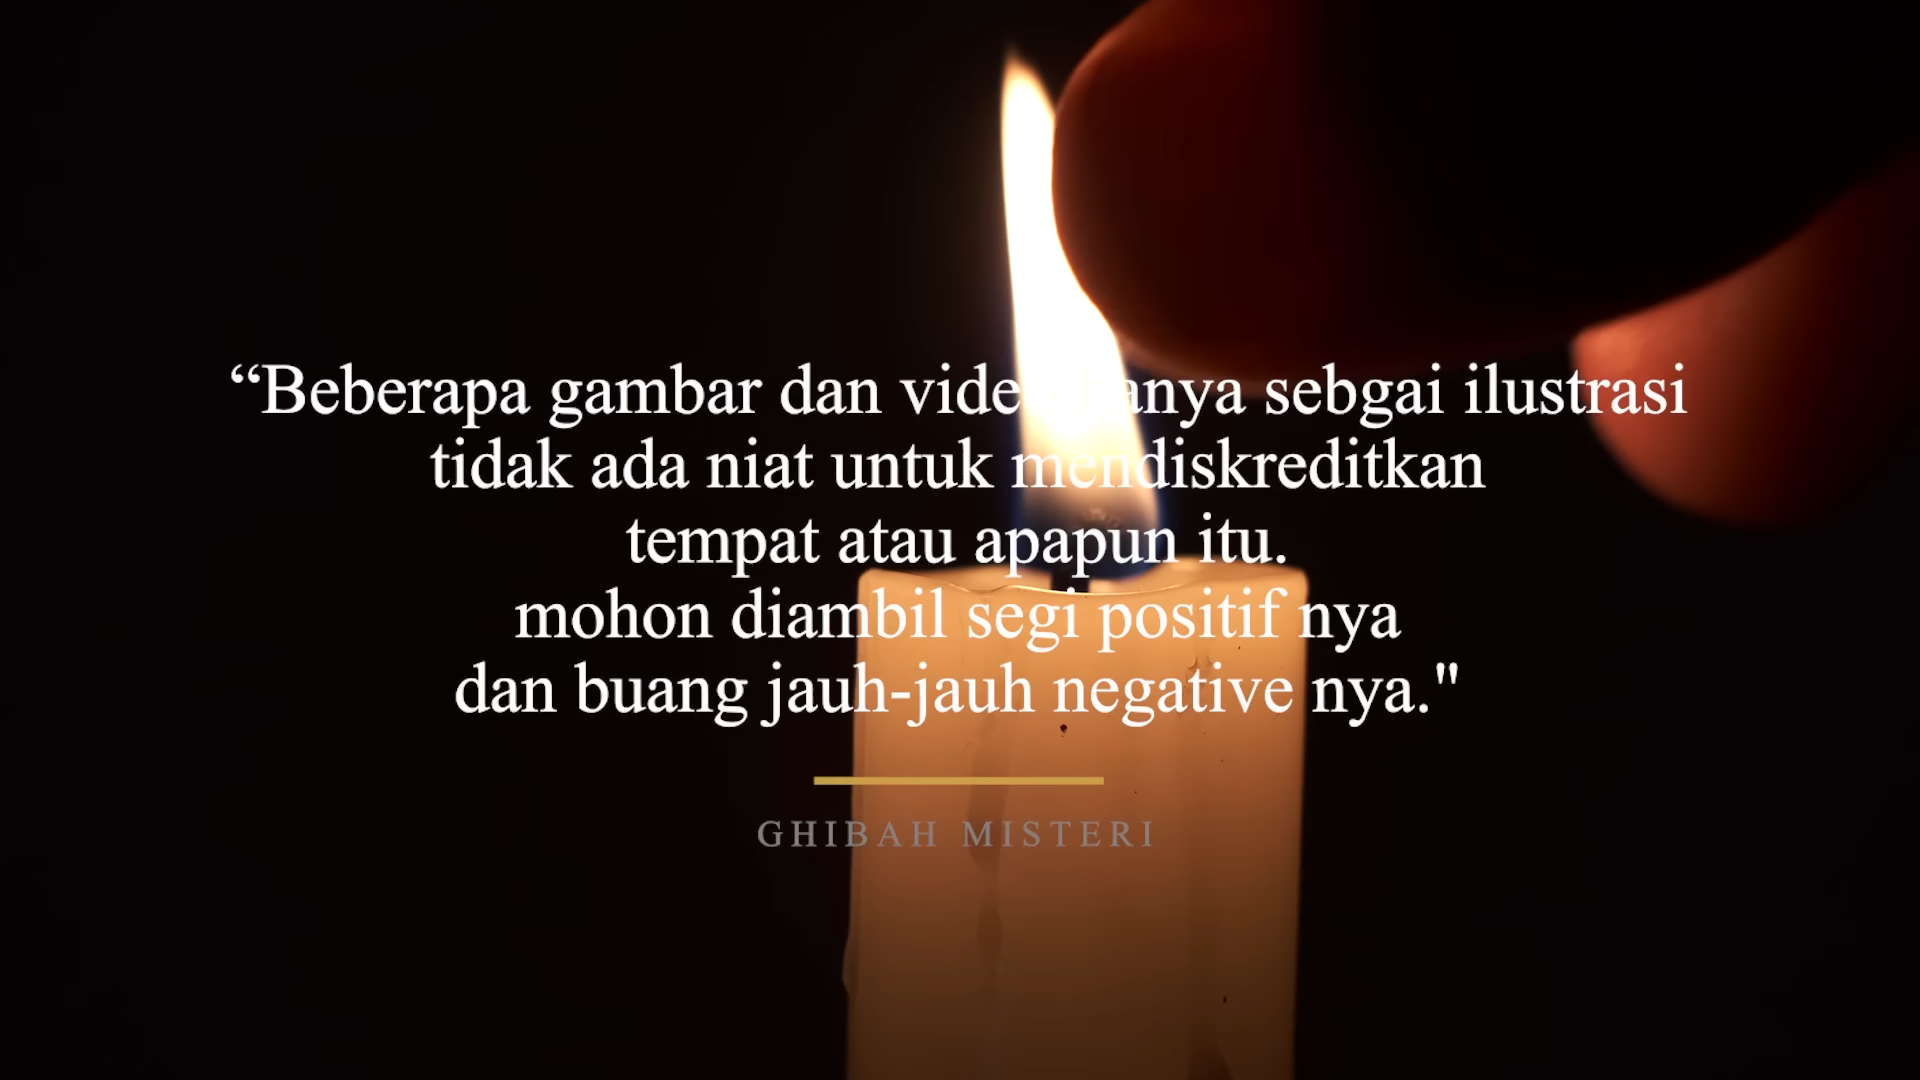 “Beberapa gambar dan video hanya sebgai ilustrasi
tidak ada niat untuk mendiskreditkan
tempat atau apapun itu.
mohon diambil segi positif nya
dan buang jauh-jauh negative nya."
GHIBAH MISTERI